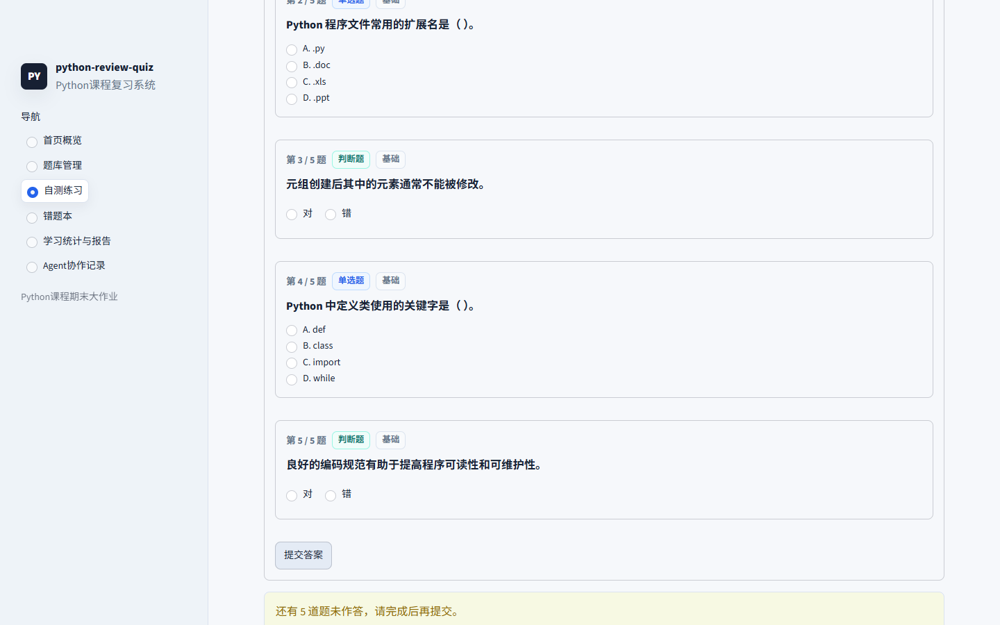 PY
python-review-quiz
Python课程复习系统
导航
首页概览
题库管理
自测练习
错题本
学习统计与报告
Agent协作记录
Python课程期末大作业
第 2 / 5 题 单选题 基础
Python 程序文件常用的扩展名是（ ）。
A. .py
B. .doc
C. .xls
D. .ppt
第 3 / 5 题 判断题 基础
元组创建后其中的元素通常不能被修改。
对 错
第 4 / 5 题 单选题 基础
Python 中定义类使用的关键字是（ ）。
A. def
B. class
C. import
D. while
第 5 / 5 题 判断题 基础
良好的编码规范有助于提高程序可读性和可维护性。
对 错
提交答案
还有 5 道题未作答，请完成后再提交。